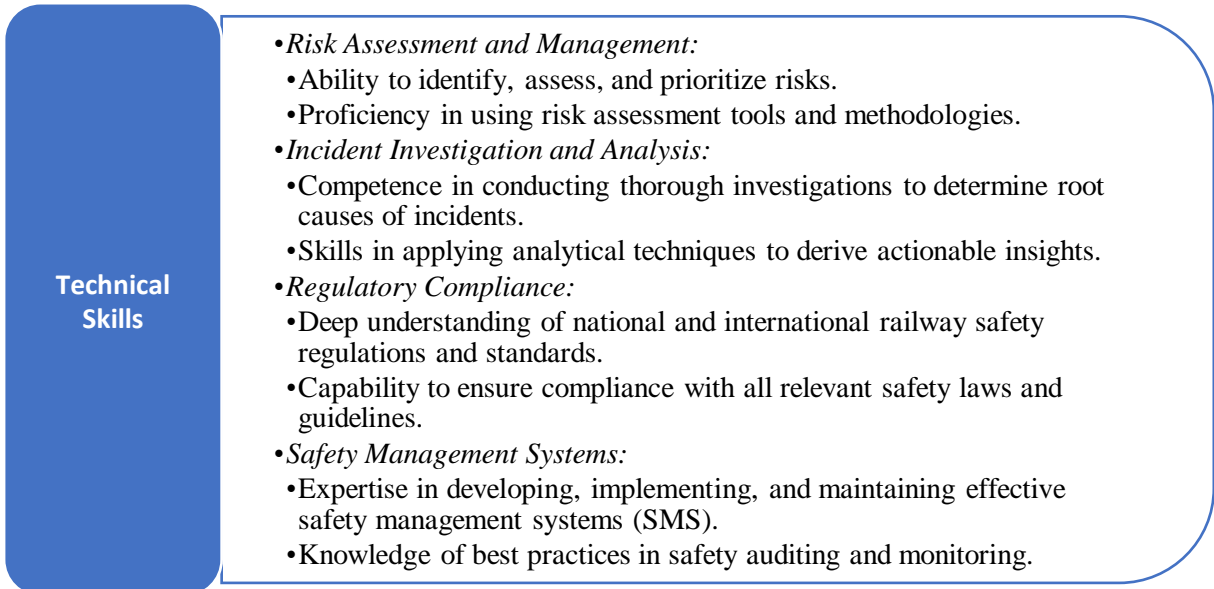 Technical
Skills
•Risk Assessment and Management:
•Ability to identify, assess, and prioritize risks.
•Proficiency in using risk assessment tools and methodologies.
•Incident Investigation and Analysis:
•Competence in conducting thorough investigations to determine root
causes of incidents.
•Skills in applying analytical techniques to derive actionable insights.
•Regulatory Compliance:
•Deep understanding of national and international railway safety
regulations and standards.
•Capability to ensure compliance with all relevant safety laws and
guidelines.
•Safety Management Systems:
•Expertise in developing, implementing, and maintaining effective
safety management systems (SMS).
•Knowledge of best practices in safety auditing and monitoring.